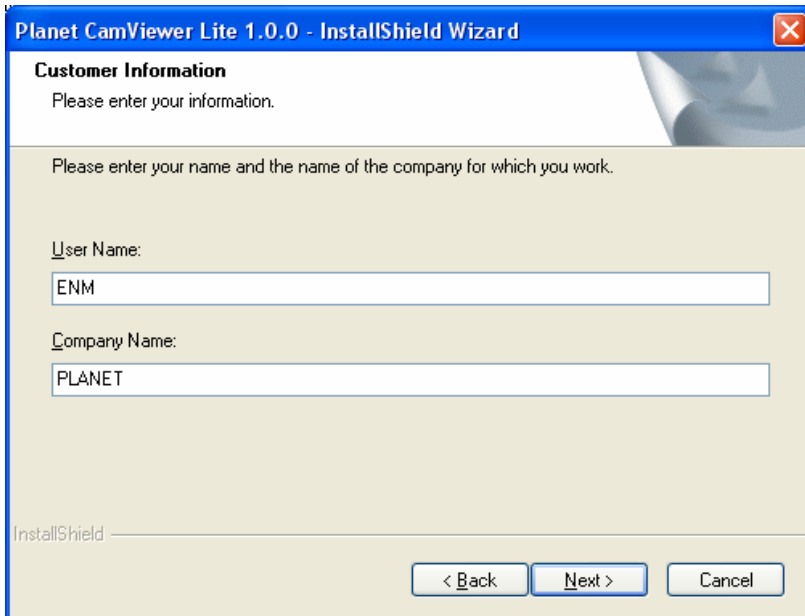 Planet CamViewer Lite 1.0.0 - InstallShield Wizard
Customer Information
Please enter your information.
Please enter your name and the name of the company for which you work.
User Name:
ENM
Company Name:
PLANET
InstallShield
< Back Next > Cancel